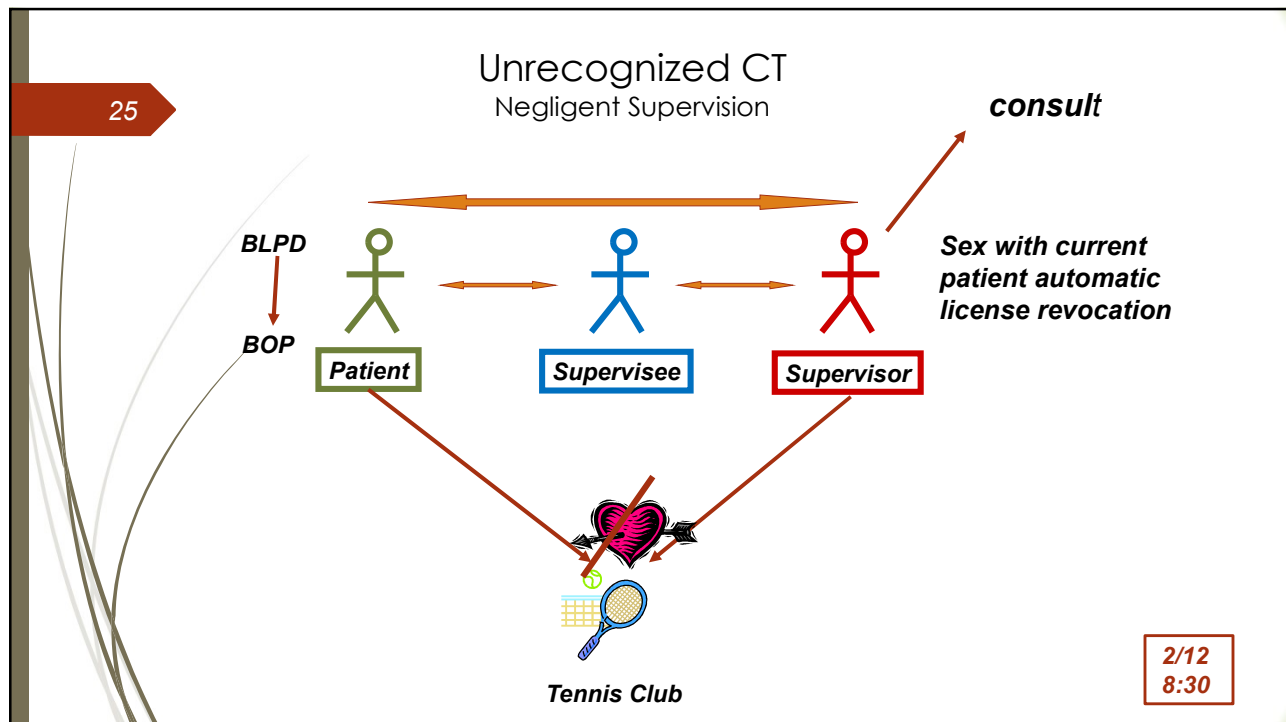 Unrecognized CT
Negligent Supervision
25
consult
BLPD
BOP
Sex with current
patient automatic
license revocation
Patient
Supervisee
Supervisor
Tennis Club
2/12
8:30